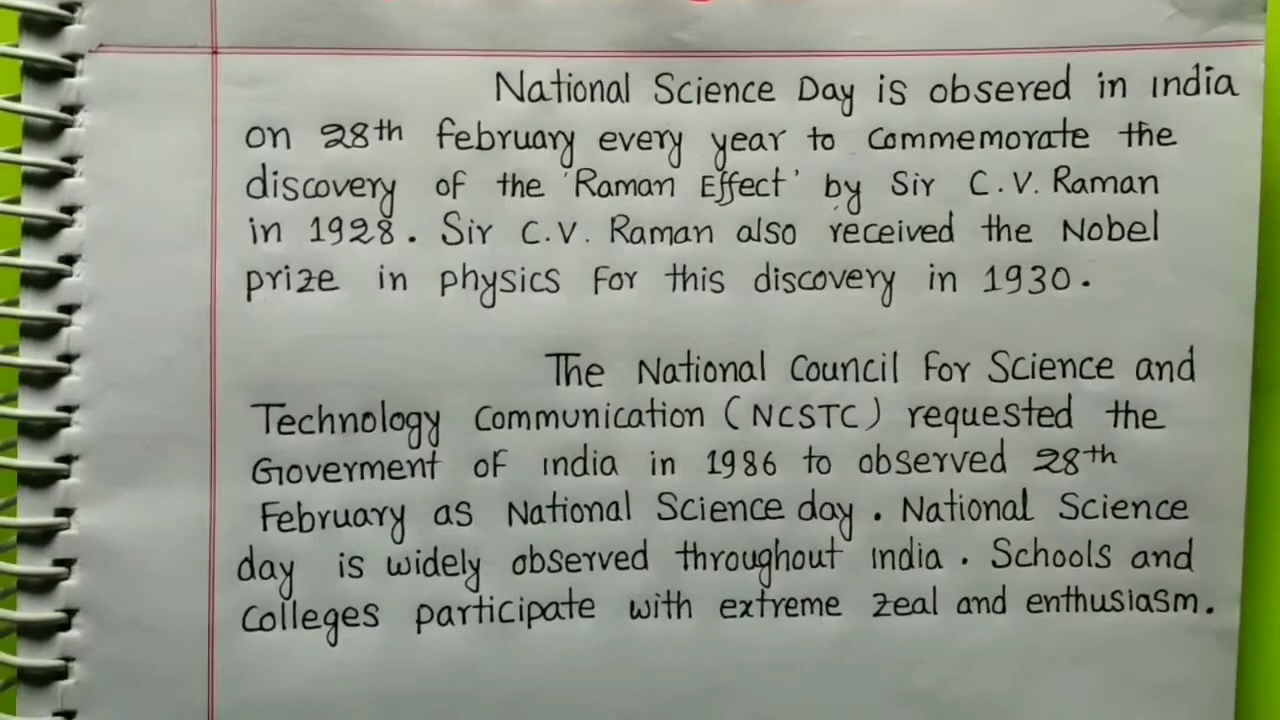 National Science Day is obsered in india
on 28th february every year to commemorate the
discovery of the 'Raman Effect' by Sir C.V. Raman
in 1928. Sir C.V. Raman also received the Nobel
prize in physics For this discovery in 1930.
The National Council For Science and
Technology Communication (NCSTC) requested the
Goverment of india in 1986 to observed 28th
February as National Science day. National Science
day is widely observed throughout india. Schools and
Colleges participate with extreme zeal and enthusiasm.